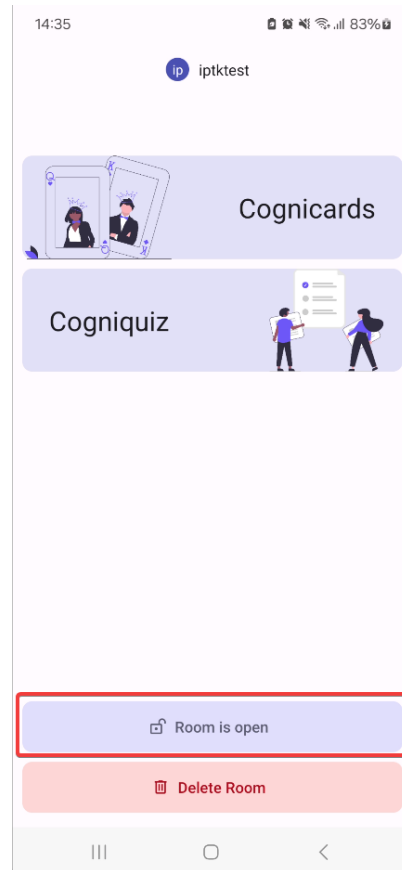 14:35
83%
ip iptktest
Cognicards
Cogniquiz
Room is open
Delete Room